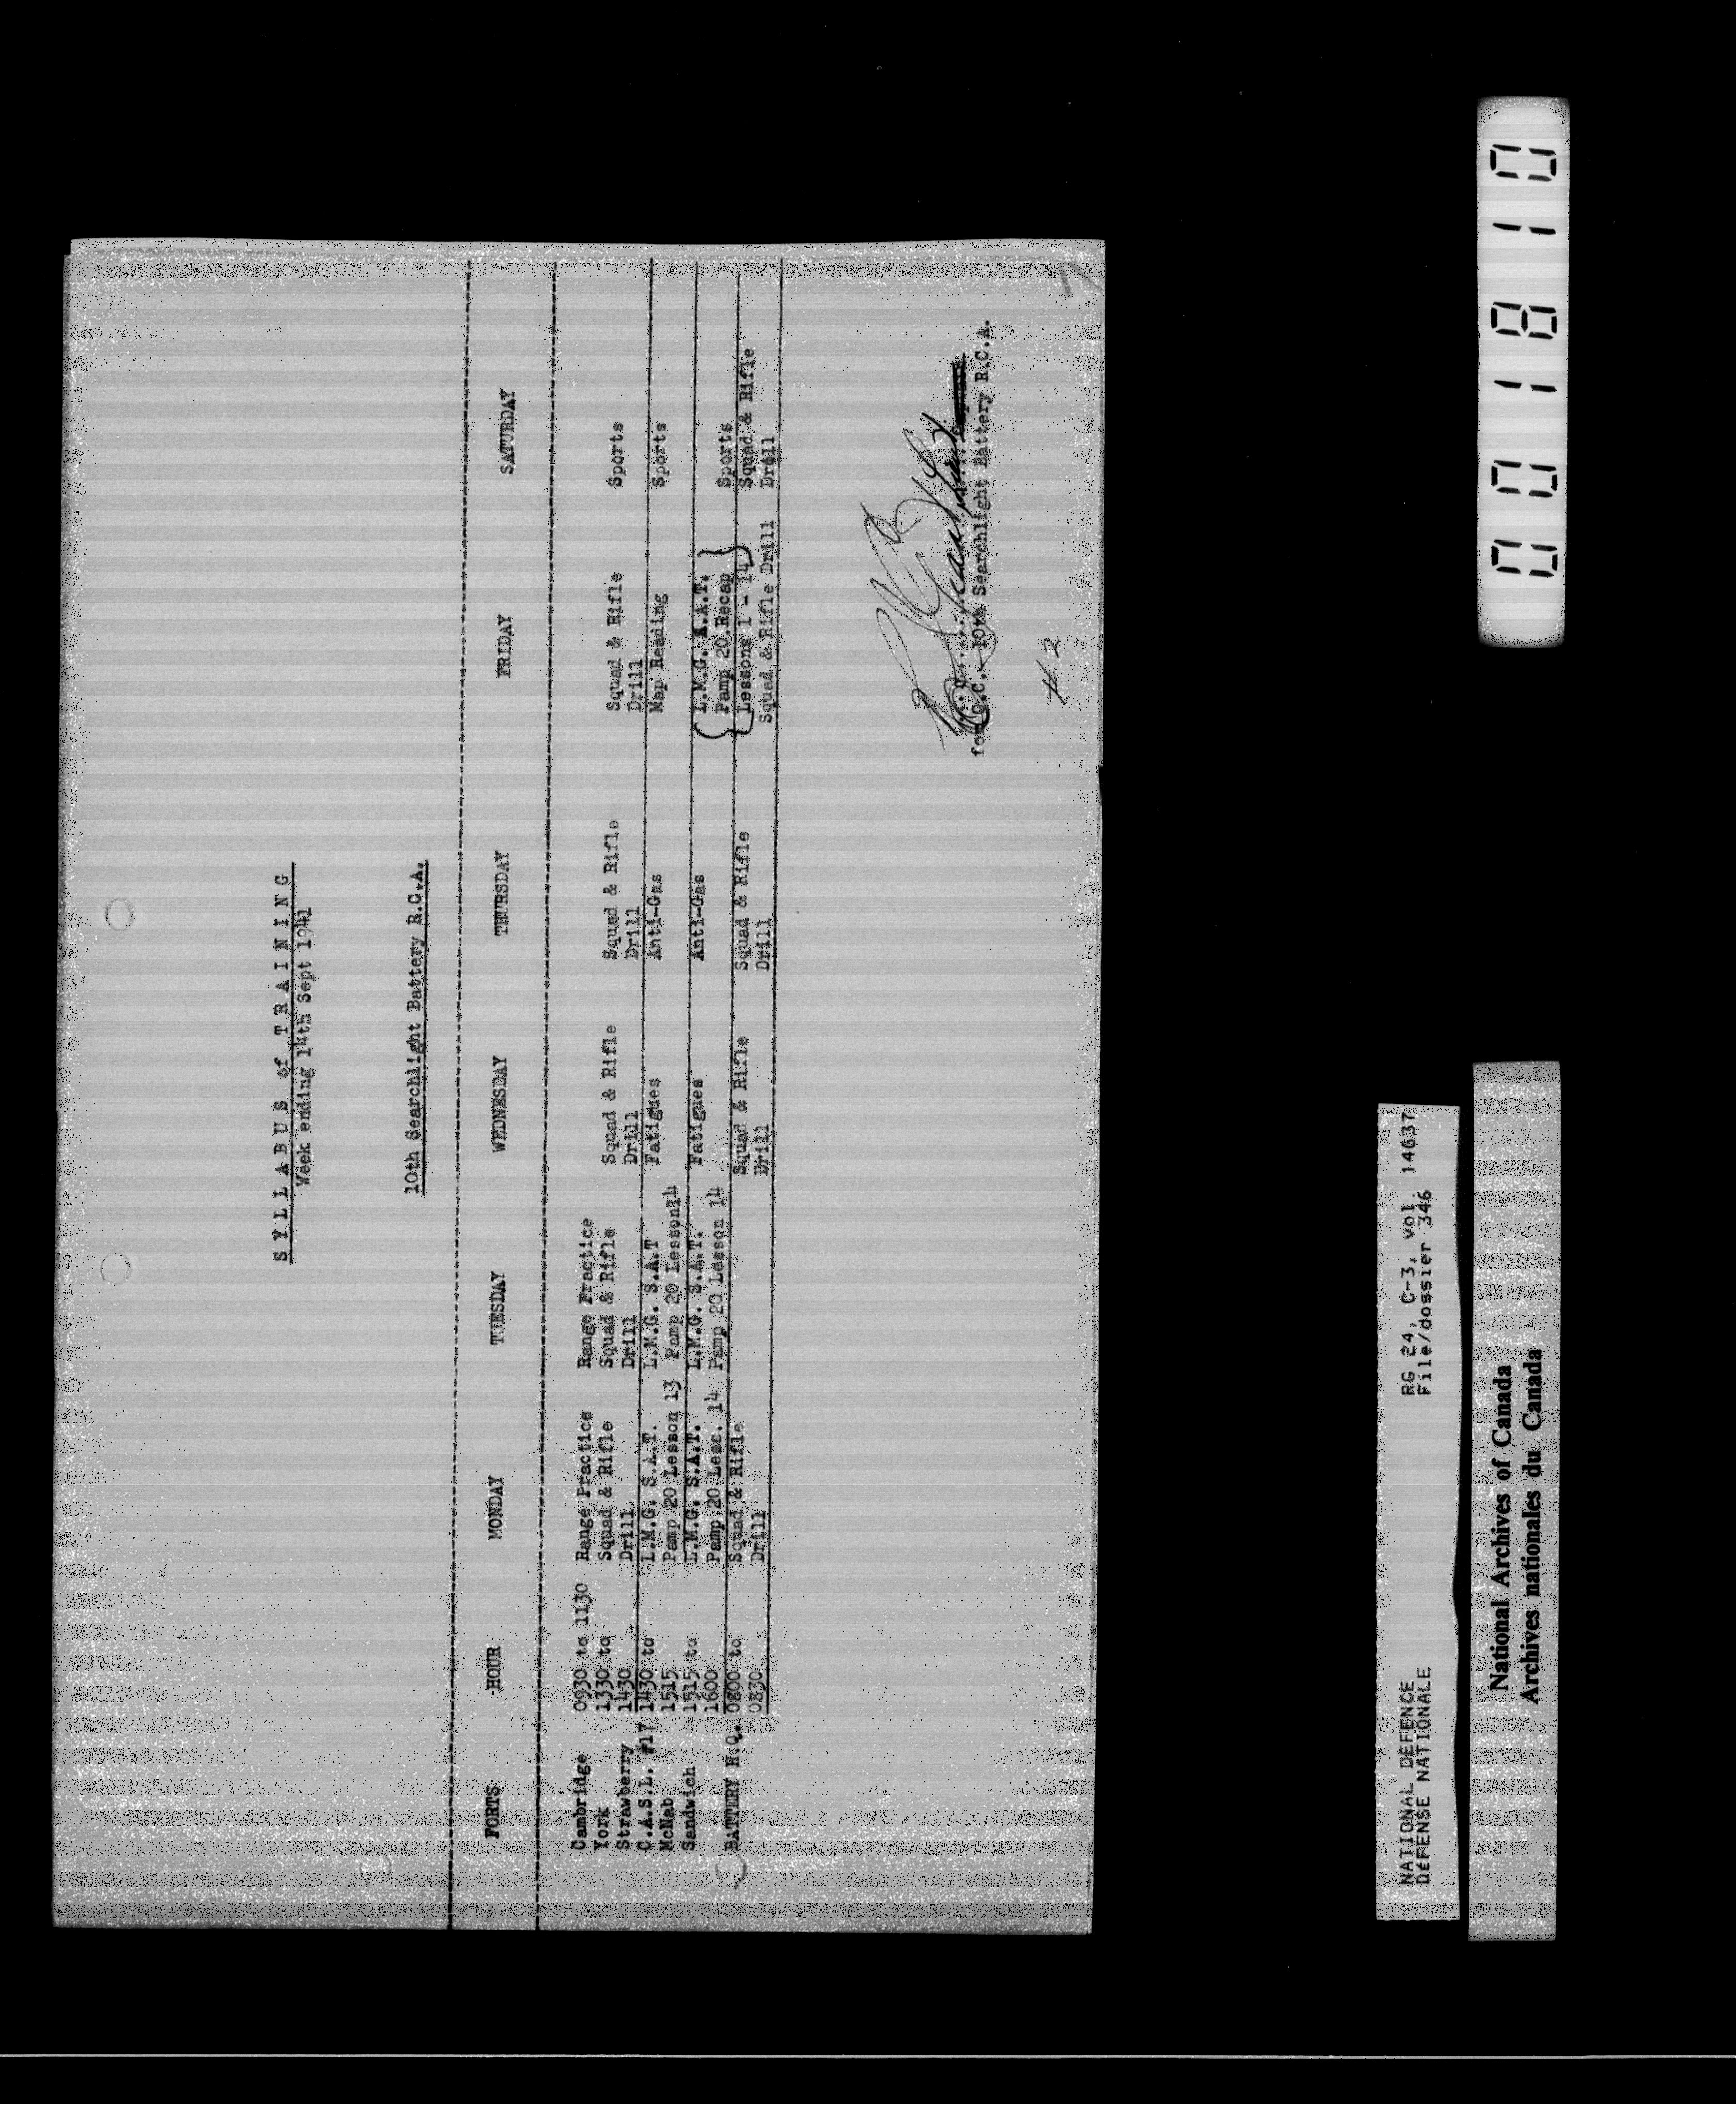 S Y L L A B U S of T R A I N I N G
Week ending 14th Sept 1941
10th Searchlight Battery R.C.A.
FORTS HOUR MONDAY TUESDAY WEDNESDAY THURSDAY FRIDAY SATURDAY
Cambridge 0930 to 1130 Range Practice Range Practice
York 1330 to Squad & Rifle Squad & Rifle Squad & Rifle Squad & Rifle Squad & Rifle Sports
Strawberry 1430 Drill Drill Drill Drill Drill
C.A.S.L. #17 1430 to L.M.G. S.A.T. L.M.G. S.A.T Fatigues Anti-Gas Map Reading Sports
McNab 1515 Pamp 20 Lesson 13 Pamp 20 Lesson14
Sandwich 1515 to L.M.G. S.A.T. L.M.G. S.A.T. Fatigues Anti-Gas L.M.G. S.A.T.
1600 Pamp 20 Less. 14 Pamp 20 Lesson 14 Pamp 20.Recap Sports
BATTERY H.Q. 0800 to Squad & Rifle Squad & Rifle Squad & Rifle Lessons 1 - 14 Squad & Rifle
0830 Drill Drill Drill Squad & Rifle Drill Drill
for O.C. 10th Searchlight Battery R.C.A.
# 2
7
001810
NATIONAL DEFENCE RG 24, C-3, vol. 14637
DéFENSE NATIONALE File/dossier 346
National Archives of Canada
Archives nationales du Canada